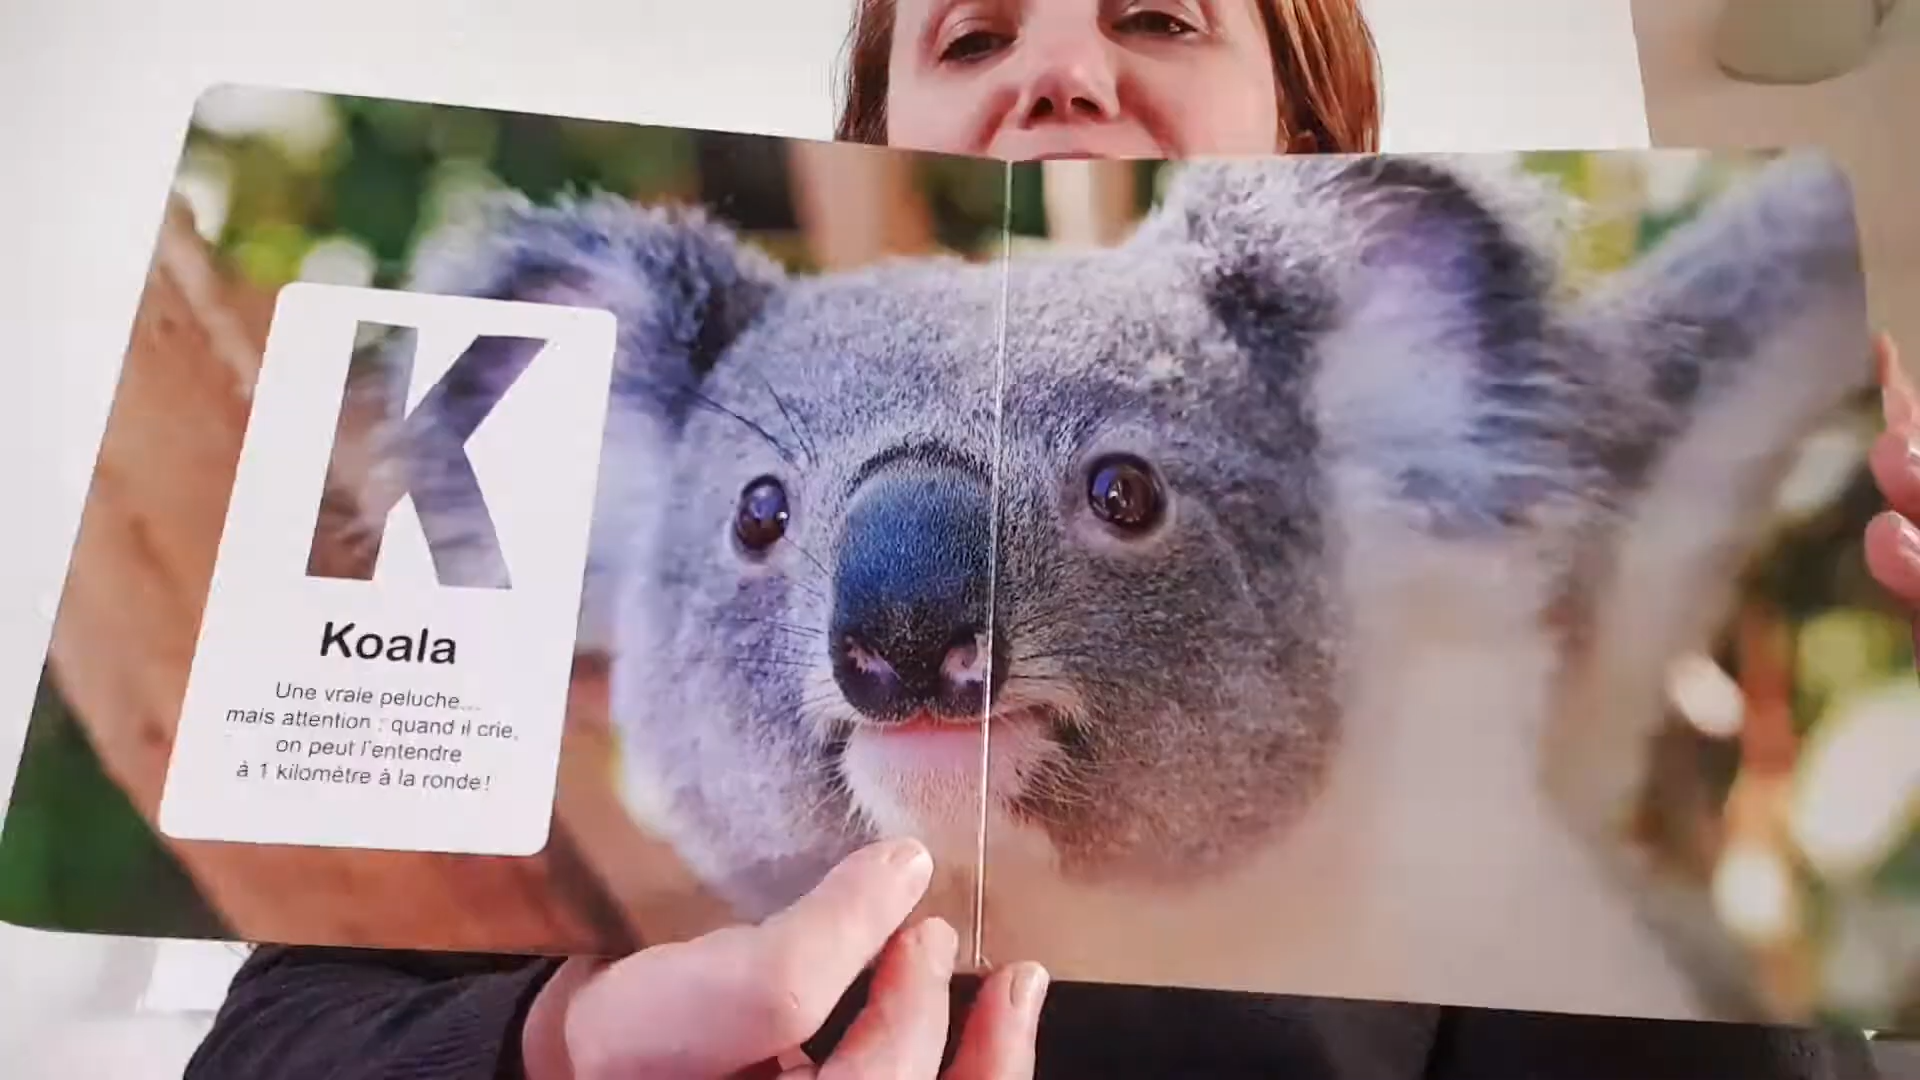 K
Koala
Une vraie peluche...
mais attention : quand il crie,
on peut l'entendre
à 1 kilomètre à la ronde !